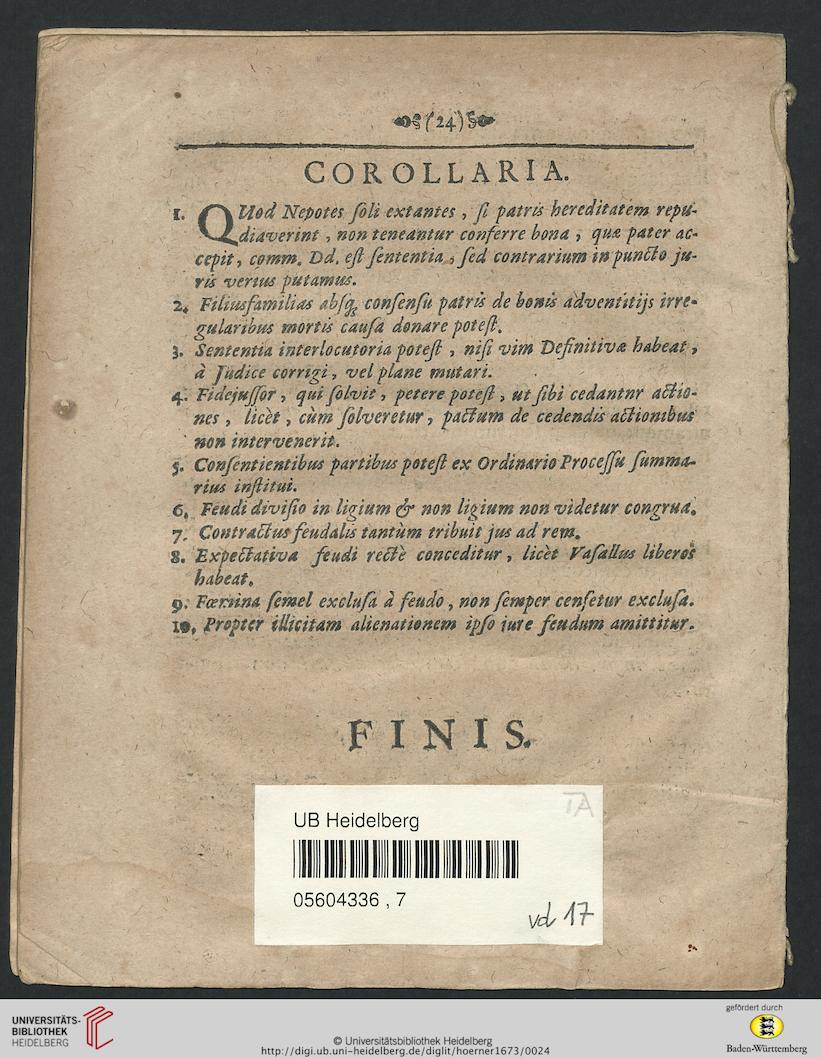 (24)
COROLLARIA.
1. QUod Nepotes ſoli extantes , ſi patris hereditatem repu-
diaverint , non teneantur conferre bona , quæ pater ac-
cepit , comm. Dd. eſt ſententia , ſed contrarium in puncto ju-
ris verius putamus.
2. Filiusfamilias abſq; conſenſu patris de bonis adventitijs irre-
gularibus mortis cauſa donare poteſt.
3. Sententia interlocutoria poteſt , niſi vim Definitivæ habeat ,
à Judice corrigi , vel plane mutari.
4. Fidejuſſor , qui ſolvit , petere poteſt , ut ſibi cedantnr actio-
nes , licèt , cùm ſolveretur , pactum de cedendis actionibus
non intervenerit.
5. Conſentientibus partibus poteſt ex Ordinario Proceſſu ſumma-
rius inſtitui.
6. Feudi diviſio in ligium & non ligium non videtur congrua.
7. Contractus feudalis tantùm tribuit jus ad rem.
8. Expectativa feudi rectè conceditur , licèt Vaſallus liberos
habeat.
9. Fœmina ſemel excluſa à feudo , non ſemper cenſetur excluſa.
10. Propter illicitam alienationem ipſo iure feudum amittitur.
FINIS.
TA
UB Heidelberg
05604336 , 7
vd 17
UNIVERSITÄTS-
BIBLIOTHEK
HEIDELBERG
gefördert durch
Baden-Württemberg
© Universitätsbibliothek Heidelberg
http://digi.ub.uni-heidelberg.de/diglit/hoerner1673/0024